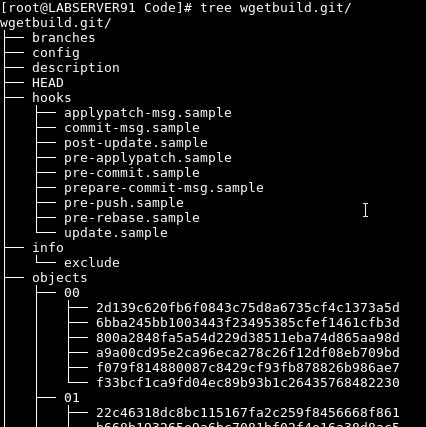 [root@LABSERVER91 Code]# tree wgetbuild.git/
wgetbuild.git/
├── branches
├── config
├── description
├── HEAD
├── hooks
│   ├── applypatch-msg.sample
│   ├── commit-msg.sample
│   ├── post-update.sample
│   ├── pre-applypatch.sample
│   ├── pre-commit.sample
│   ├── prepare-commit-msg.sample
│   ├── pre-push.sample
│   ├── pre-rebase.sample
│   └── update.sample
├── info
│   └── exclude
├── objects
│   ├── 00
│   │   ├── 2d139c620fb6f0843c75d8a6735cf4c1373a5d
│   │   ├── 6bba245bb1003443f23495385cfef1461cfb3d
│   │   ├── 800a2848fa5a54d229d38511eba74d865aa98d
│   │   ├── a9a00cd95e2ca96eca278c26f12df08eb709bd
│   │   ├── f079f814880087c8429cf93fb878826b986ae7
│   │   └── f33bcf1ca9fd04ec89b93b1c26435768482230
│   ├── 01
│   │   ├── 22c46318dc8bc115167fa2c259f8456668f861